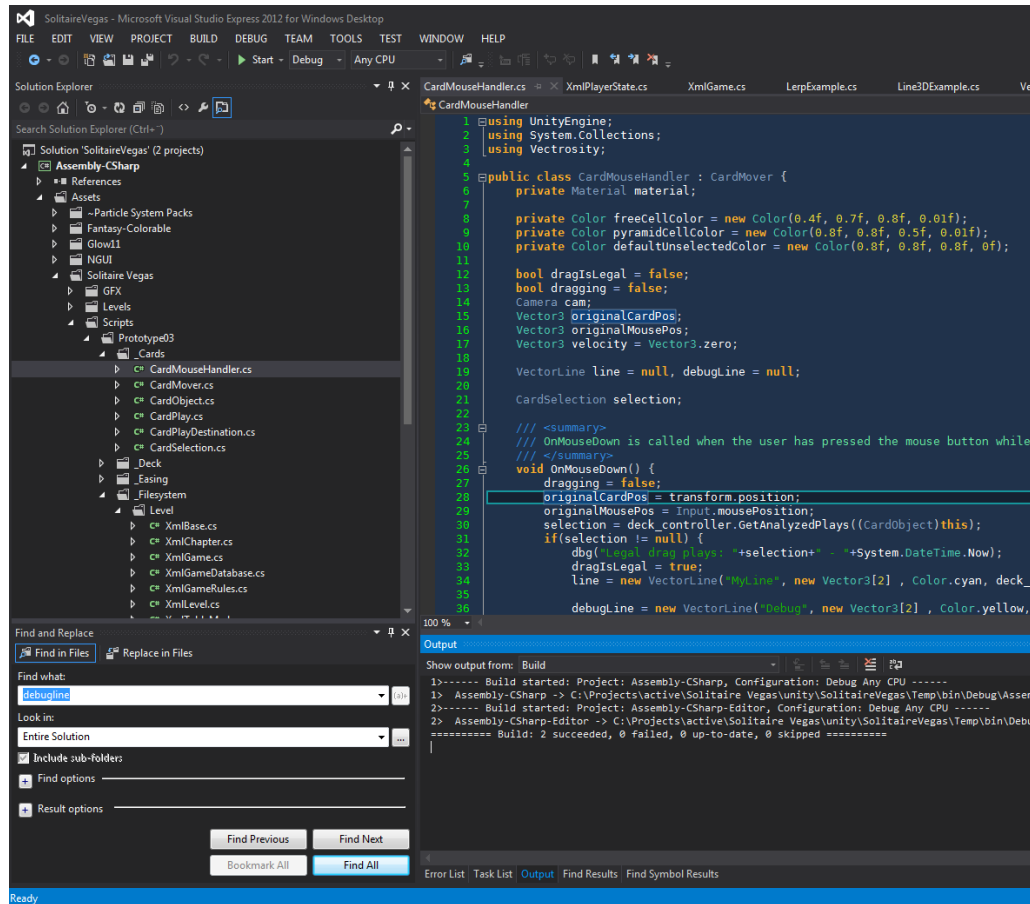 SolitaireVegas - Microsoft Visual Studio Express 2012 for Windows Desktop
FILE EDIT VIEW PROJECT BUILD DEBUG TEAM TOOLS TEST WINDOW HELP
Start Debug Any CPU
Solution Explorer
Search Solution Explorer (Ctrl+¨)
Solution 'SolitaireVegas' (2 projects)
Assembly-CSharp
References
Assets
~Particle System Packs
Fantasy-Colorable
Glow11
NGUI
Solitaire Vegas
GFX
Levels
Scripts
Prototype03
_Cards
C# CardMouseHandler.cs
C# CardMover.cs
C# CardObject.cs
C# CardPlay.cs
C# CardPlayDestination.cs
C# CardSelection.cs
_Deck
_Easing
_Filesystem
Level
C# XmlBase.cs
C# XmlChapter.cs
C# XmlGame.cs
C# XmlGameDatabase.cs
C# XmlGameRules.cs
C# XmlLevel.cs
Find and Replace
Find in Files Replace in Files
Find what:
debugline
Look in:
Entire Solution
Include sub-folders
Find options
Result options
Find Previous Find Next
Bookmark All Find All
CardMouseHandler.cs XmlPlayerState.cs XmlGame.cs LerpExample.cs Line3DExample.cs Ve
CardMouseHandler
1 using UnityEngine;
2 using System.Collections;
3 using Vectrosity;
4
5 public class CardMouseHandler : CardMover {
6 private Material material;
7
8 private Color freeCellColor = new Color(0.4f, 0.7f, 0.8f, 0.01f);
9 private Color pyramidCellColor = new Color(0.8f, 0.8f, 0.5f, 0.01f);
10 private Color defaultUnselectedColor = new Color(0.8f, 0.8f, 0.8f, 0f);
11
12 bool dragIsLegal = false;
13 bool dragging = false;
14 Camera cam;
15 Vector3 originalCardPos;
16 Vector3 originalMousePos;
17 Vector3 velocity = Vector3.zero;
18
19 VectorLine line = null, debugLine = null;
20
21 CardSelection selection;
22
23 /// <summary>
24 /// OnMouseDown is called when the user has pressed the mouse button while
25 /// </summary>
26 void OnMouseDown() {
27 dragging = false;
28 originalCardPos = transform.position;
29 originalMousePos = Input.mousePosition;
30 selection = deck_controller.GetAnalyzedPlays((CardObject)this);
31 if(selection != null) {
32 dbg("Legal drag plays: "+selection+" - "+System.DateTime.Now);
33 dragIsLegal = true;
34 line = new VectorLine("MyLine", new Vector3[2] , Color.cyan, deck_
35
36 debugLine = new VectorLine("Debug", new Vector3[2] , Color.yellow,
100 %
Output
Show output from: Build
1>------ Build started: Project: Assembly-CSharp, Configuration: Debug Any CPU ------
1> Assembly-CSharp -> C:\Projects\active\Solitaire Vegas\unity\SolitaireVegas\Temp\bin\Debug\Asse
2>------ Build started: Project: Assembly-CSharp-Editor, Configuration: Debug Any CPU ------
2> Assembly-CSharp-Editor -> C:\Projects\active\Solitaire Vegas\unity\SolitaireVegas\Temp\bin\Debu
========== Build: 2 succeeded, 0 failed, 0 up-to-date, 0 skipped ==========
Error List Task List Output Find Results Find Symbol Results
Ready